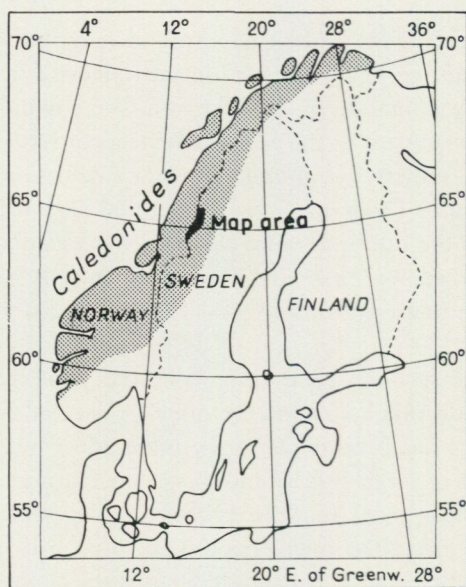 4° 12° 20° 28° 36°
70° 70°
65° 65°
Caledonides
Map area
SWEDEN
NORWAY FINLAND
60° 60°
55° 55°
12° 20° E. of Greenw. 28°